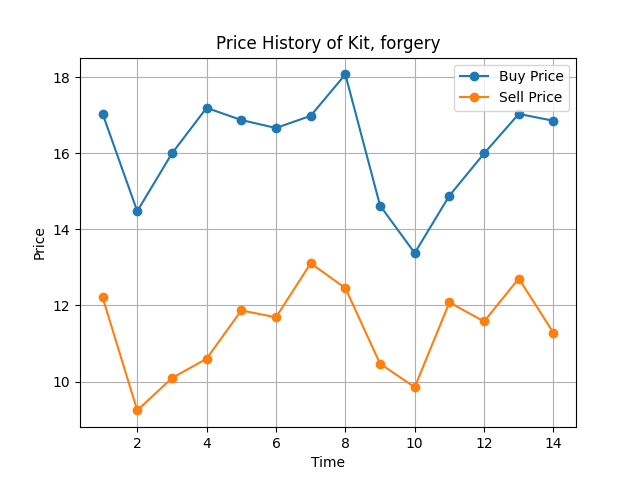 Price History of Kit, forgery
Buy Price
Sell Price
18
16
14
12
10
Price
2 4 6 8 10 12 14
Time